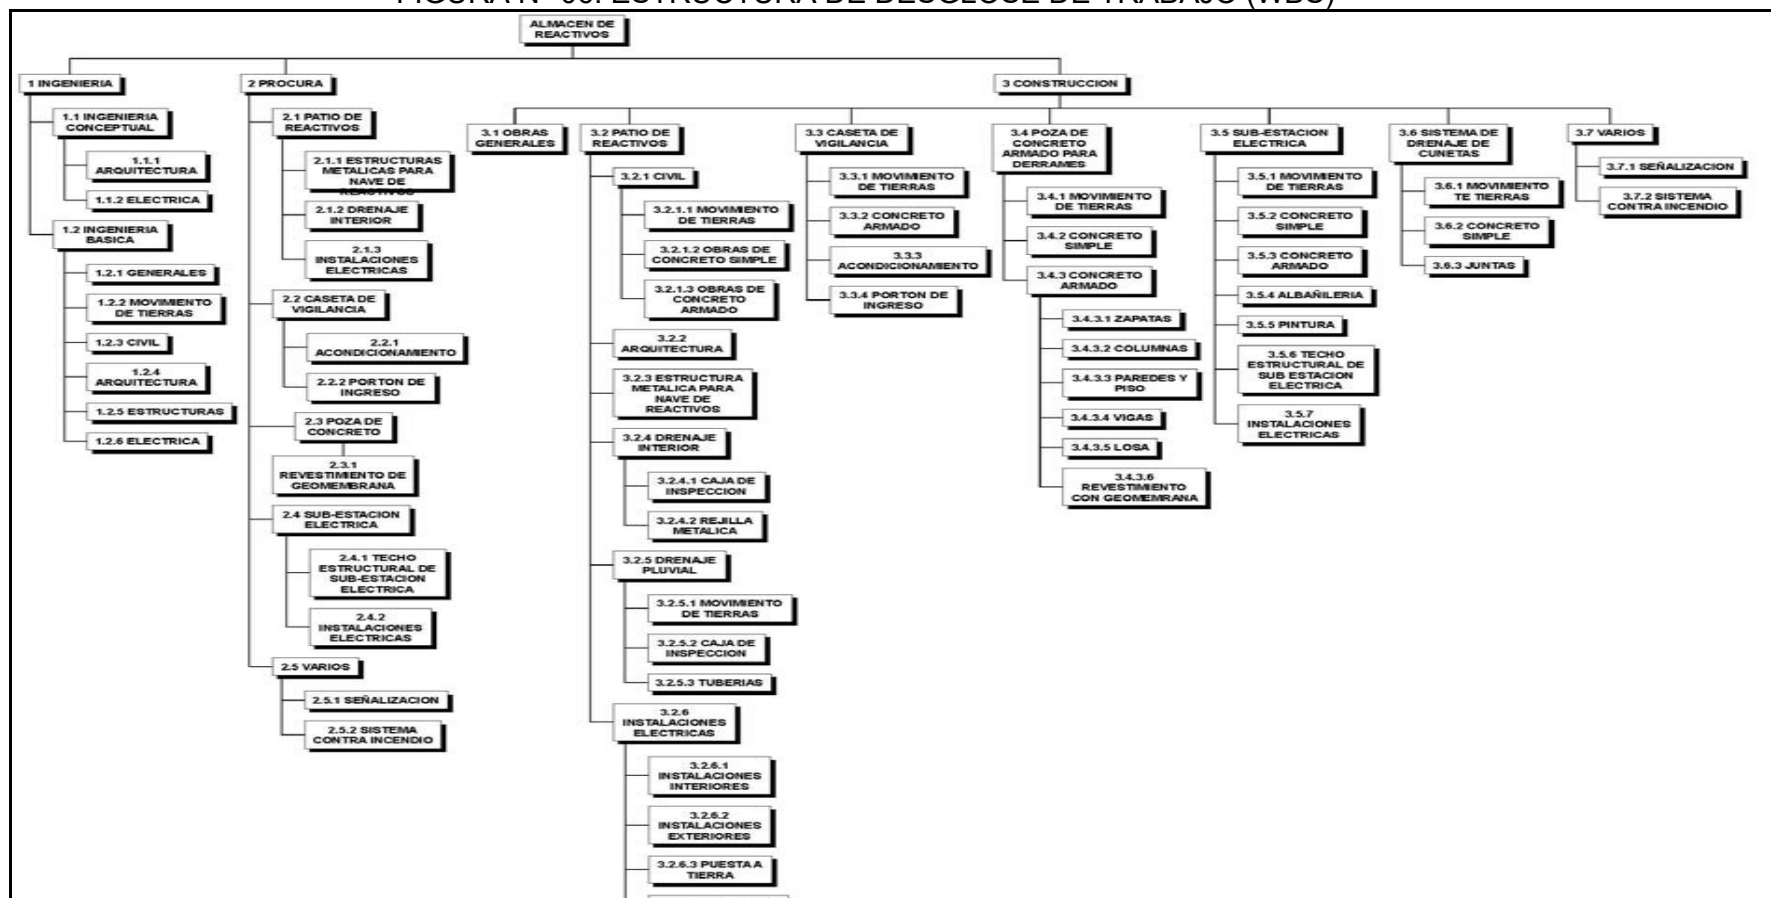 FIGURA N° 06: ESTRUCTURA DE DESGLOSE DE TRABAJO (WBS)
ALMACEN DE
REACTIVOS
1 INGENIERIA
1.1 INGENIERIA
CONCEPTUAL
1.1.1
ARQUITECTURA
1.1.2 ELECTRICA
1.2 INGENIERIA
BASICA
1.2.1 GENERALES
1.2.2 MOVIMIENTO
DE TIERRAS
1.2.3 CIVIL
1.2.4
ARQUITECTURA
1.2.5 ESTRUCTURAS
1.2.6 ELECTRICA
2 PROCURA
2.1 PATIO DE
REACTIVOS
2.1.1 ESTRUCTURAS
METALICAS PARA
NAVE DE
REACTIVOS
2.1.2 DRENAJE
INTERIOR
2.1.3
INSTALACIONES
ELECTRICAS
2.2 CASETA DE
VIGILANCIA
2.2.1
ACONDICIONAMIENTO
2.2.2 PORTON DE
INGRESO
2.3 POZA DE
CONCRETO
2.3.1
REVESTIMIENTO DE
GEOMEMBRANA
2.4 SUB-ESTACION
ELECTRICA
2.4.1 TECHO
ESTRUCTURAL DE
SUB-ESTACION
ELECTRICA
2.4.2
INSTALACIONES
ELECTRICAS
2.5 VARIOS
2.5.1 SEÑALIZACION
2.5.2 SISTEMA
CONTRA INCENDIO
3 CONSTRUCCION
3.1 OBRAS
GENERALES
3.2 PATIO DE
REACTIVOS
3.2.1 CIVIL
3.2.1.1 MOVIMIENTO
DE TIERRAS
3.2.1.2 OBRAS DE
CONCRETO SIMPLE
3.2.1.3 OBRAS DE
CONCRETO
ARMADO
3.2.2
ARQUITECTURA
3.2.3 ESTRUCTURA
METALICA PARA
NAVE DE
REACTIVOS
3.2.4 DRENAJE
INTERIOR
3.2.4.1 CAJA DE
INSPECCION
3.2.4.2 REJILLA
METALICA
3.2.5 DRENAJE
PLUVIAL
3.2.5.1 MOVIMIENTO
DE TIERRAS
3.2.5.2 CAJA DE
INSPECCION
3.2.5.3 TUBERIAS
3.2.6
INSTALACIONES
ELECTRICAS
3.2.6.1
INSTALACIONES
INTERIORES
3.2.6.2
INSTALACIONES
EXTERIORES
3.2.6.3 PUESTA A
TIERRA
3.3 CASETA DE
VIGILANCIA
3.3.1 MOVIMIENTO
DE TIERRAS
3.3.2 CONCRETO
ARMADO
3.3.3
ACONDICIONAMIENTO
3.3.4 PORTON DE
INGRESO
3.4 POZA DE
CONCRETO
ARMADO PARA
DERRAMES
3.4.1 MOVIMIENTO
DE TIERRAS
3.4.2 CONCRETO
SIMPLE
3.4.3 CONCRETO
ARMADO
3.4.3.1 ZAPATAS
3.4.3.2 COLUMNAS
3.4.3.3 PAREDES Y
PISO
3.4.3.4 VIGAS
3.4.3.5 LOSA
3.4.3.6
REVESTIMIENTO
CON GEOMEMRANA
3.5 SUB-ESTACION
ELECTRICA
3.5.1 MOVIMIENTO
DE TIERRAS
3.5.2 CONCRETO
SIMPLE
3.5.3 CONCRETO
ARMADO
3.5.4 ALBAÑILERIA
3.5.5 PINTURA
3.5.6 TECHO
ESTRUCTURAL DE
SUB ESTACION
ELECTRICA
3.5.7
INSTALACIONES
ELECTRICAS
3.6 SISTEMA DE
DRENAJE DE
CUNETAS
3.6.1 MOVIMIENTO
TE TIERRAS
3.6.2 CONCRETO
SIMPLE
3.6.3 JUNTAS
3.7 VARIOS
3.7.1 SEÑALIZACION
3.7.2 SISTEMA
CONTRA INCENDIO